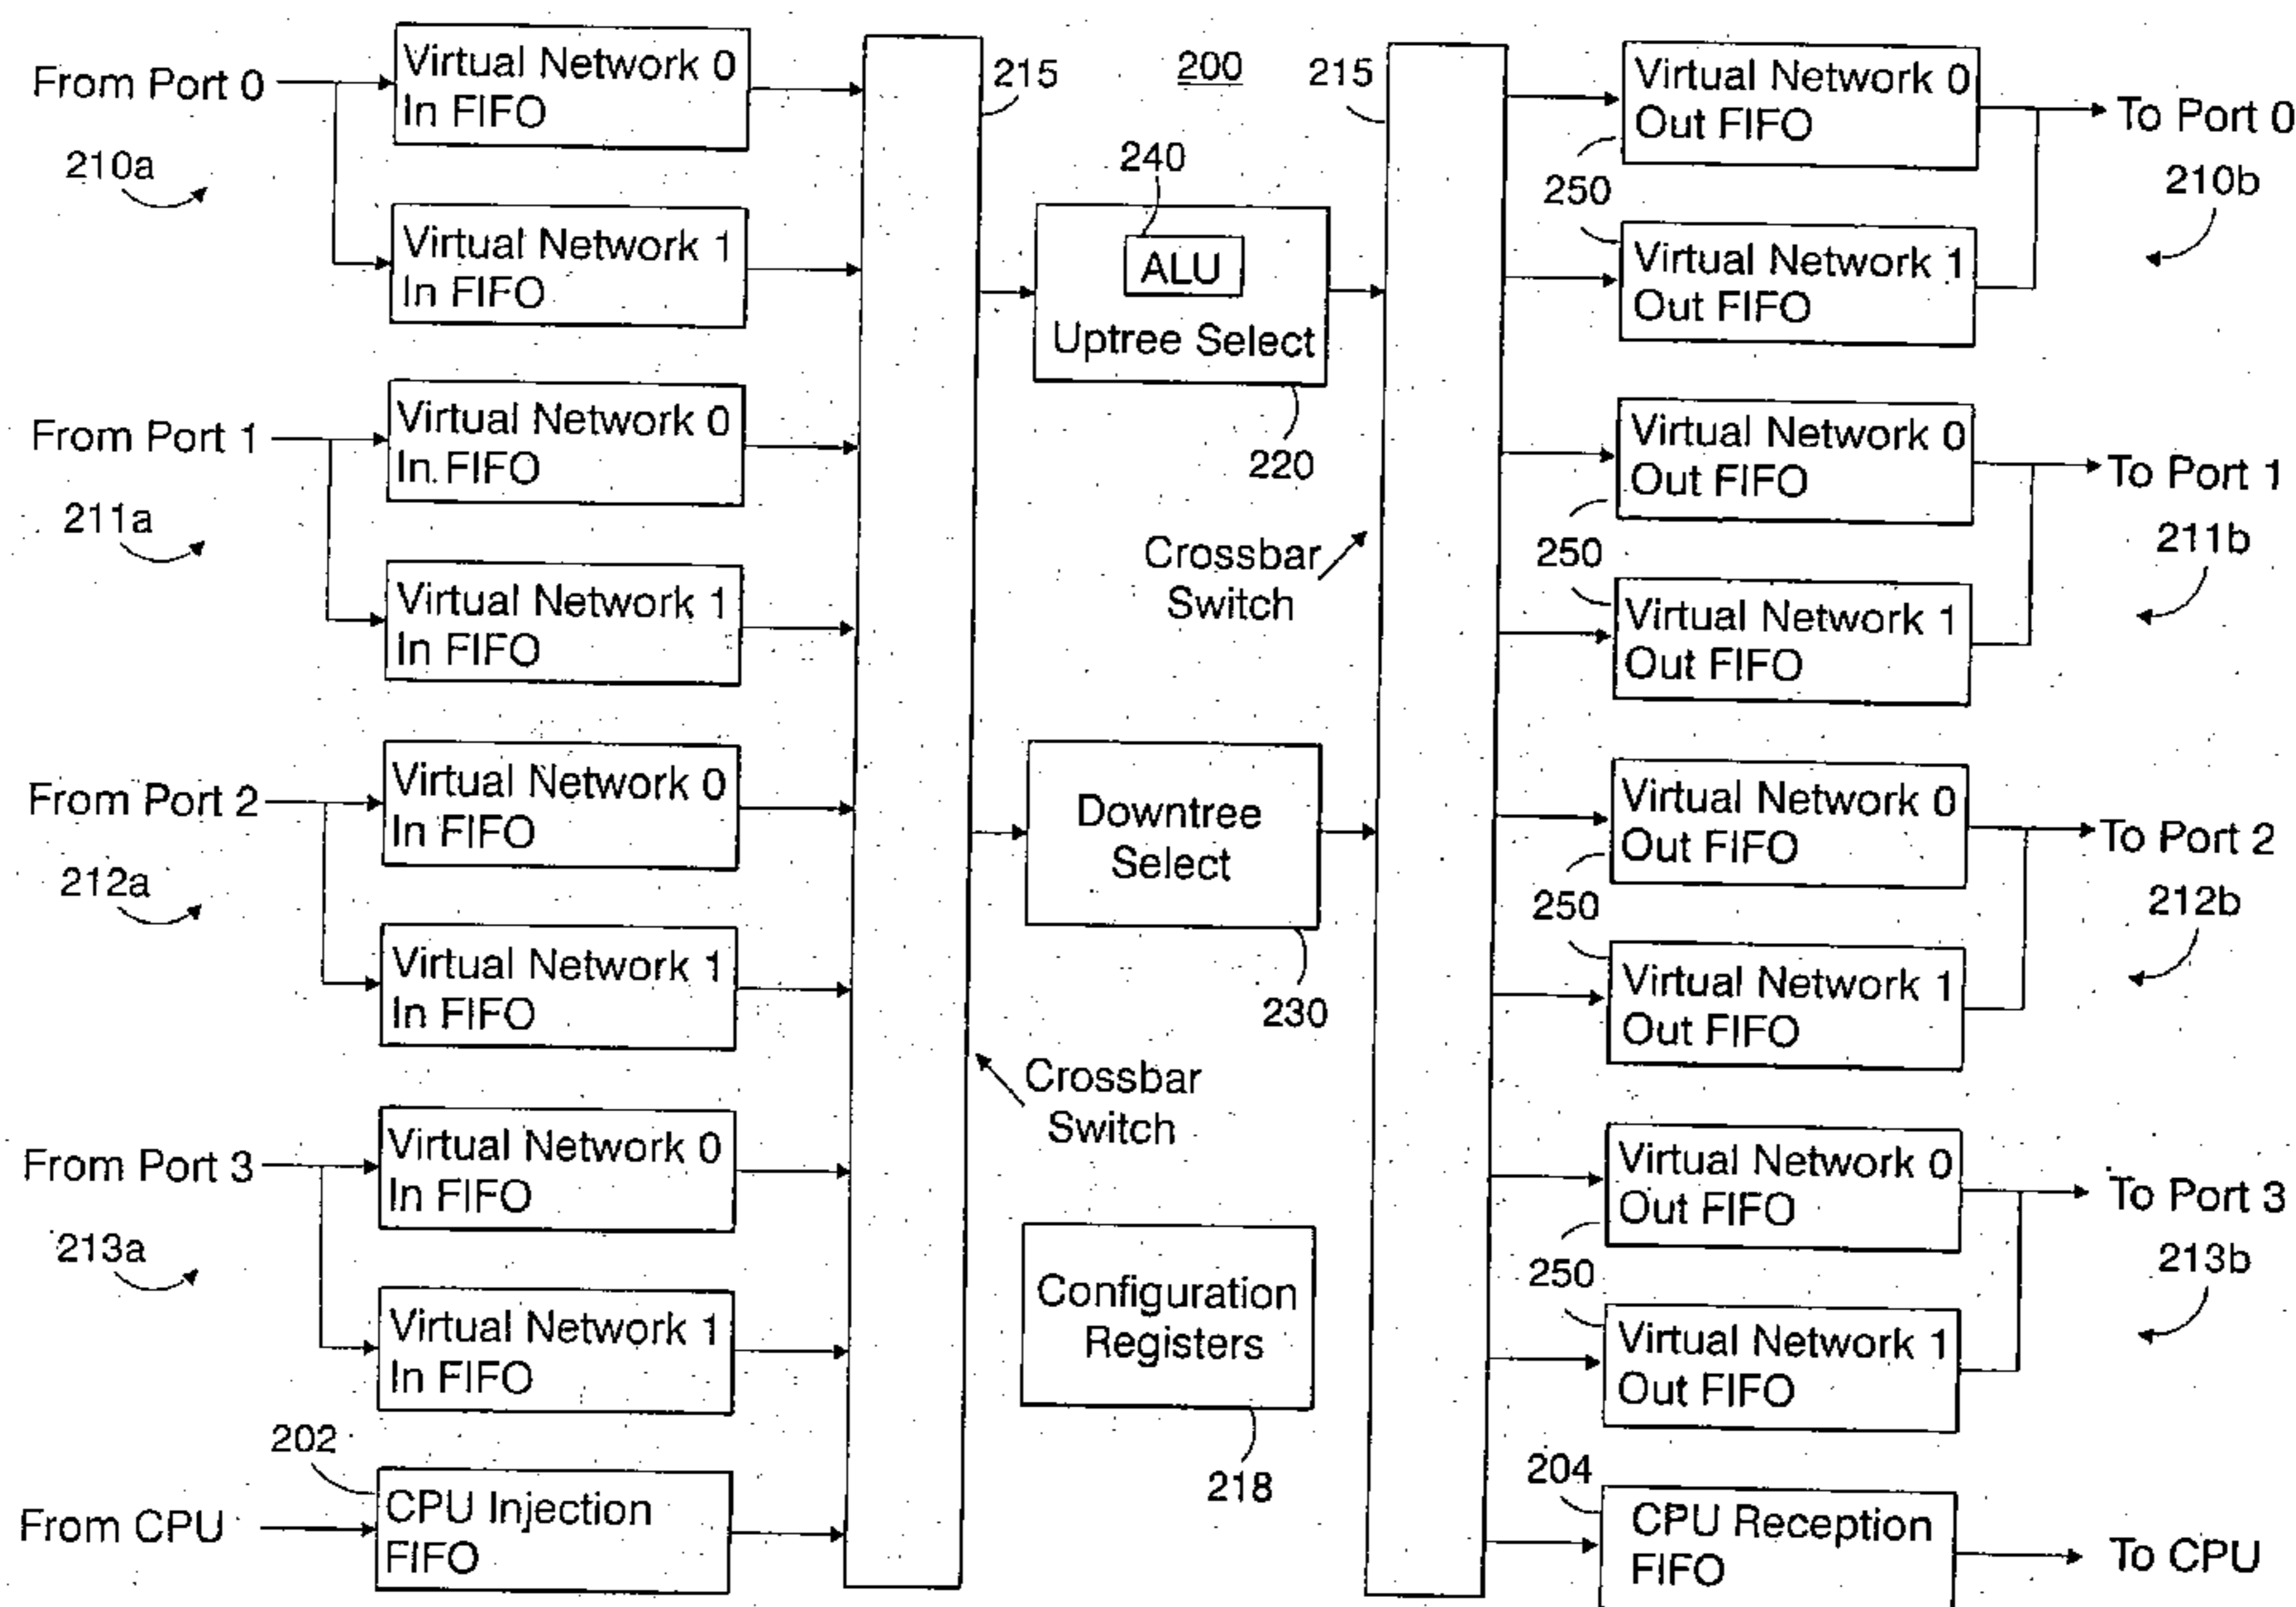 200
From Port 0
210a
Virtual Network 0
In FIFO
Virtual Network 1
In FIFO
From Port 1
211a
Virtual Network 0
In FIFO
Virtual Network 1
In FIFO
From Port 2
212a
Virtual Network 0
In FIFO
Virtual Network 1
In FIFO
From Port 3
213a
Virtual Network 0
In FIFO
Virtual Network 1
In FIFO
From CPU
202
CPU Injection
FIFO
215
Crossbar
Switch
240
ALU
Uptree Select
220
Downtree
Select
230
Configuration
Registers
218
215
Crossbar
Switch
Virtual Network 0
Out FIFO
250
Virtual Network 1
Out FIFO
To Port 0
210b
Virtual Network 0
Out FIFO
250
Virtual Network 1
Out FIFO
To Port 1
211b
Virtual Network 0
Out FIFO
250
Virtual Network 1
Out FIFO
To Port 2
212b
Virtual Network 0
Out FIFO
250
Virtual Network 1
Out FIFO
To Port 3
213b
204
CPU Reception
FIFO
To CPU